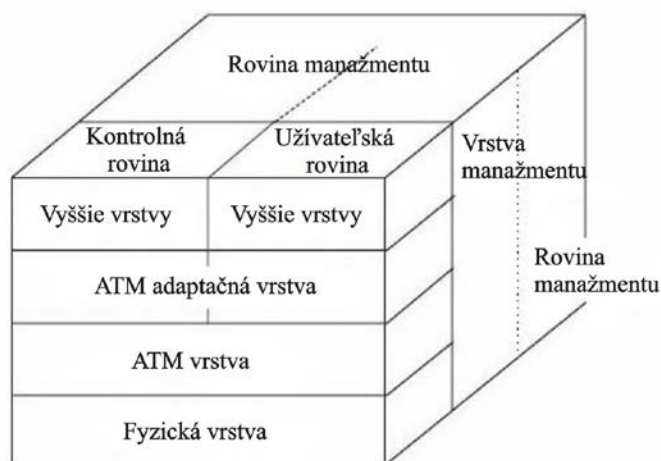 Rovina manažmentu
Kontrolná
rovina
Užívateľská
rovina
Vrstva
manažmentu
Vyššie vrstvy
Vyššie vrstvy
Rovina
manažmentu
ATM adaptačná vrstva
ATM vrstva
Fyzická vrstva